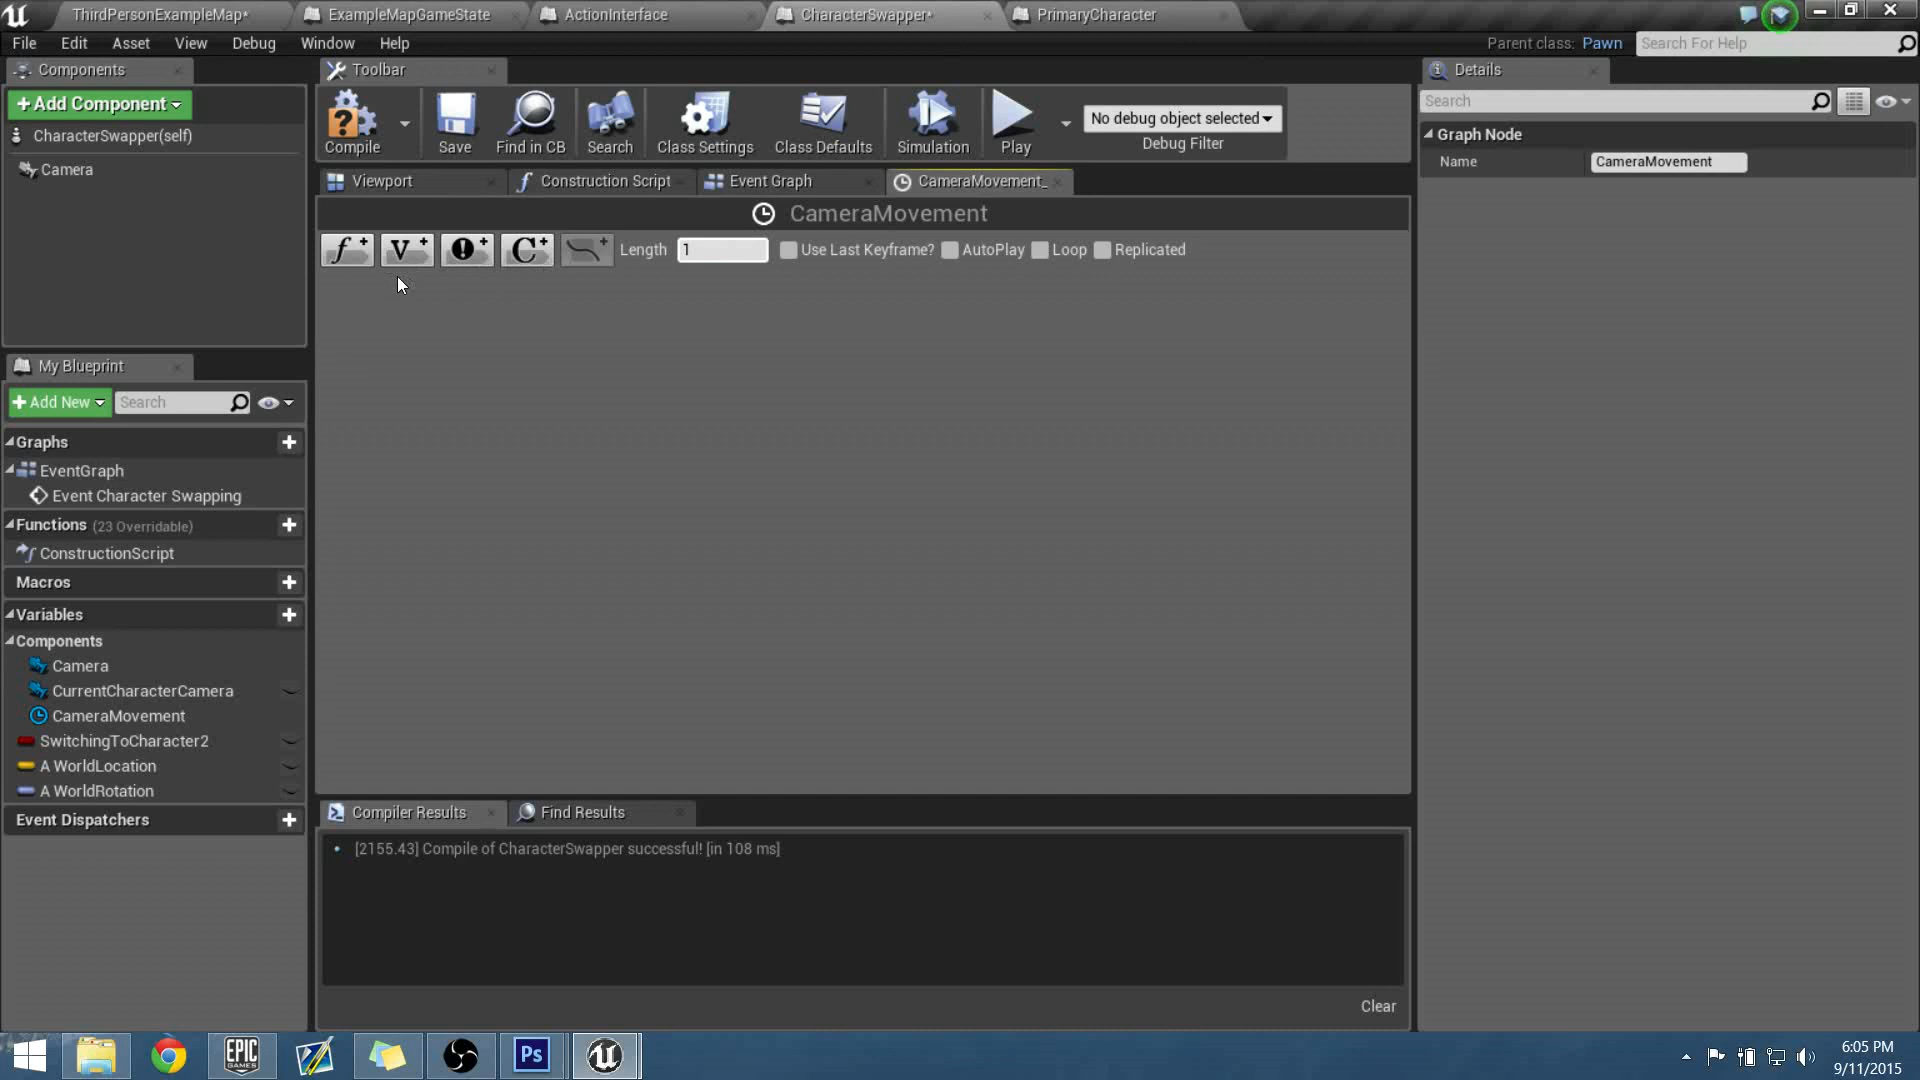 ThirdPersonExampleMap*
ExampleMapGameState
ActionInterface
CharacterSwapper*
PrimaryCharacter
File Edit Asset View Debug Window Help
Parent class: Pawn
Search For Help
Components
+Add Component
CharacterSwapper(self)
Camera
Toolbar
Compile
Save
Find in CB
Search
Class Settings
Class Defaults
Simulation
Play
No debug object selected
Debug Filter
Details
Search
Graph Node
Name CameraMovement
Viewport
Construction Script
Event Graph
CameraMovement_
CameraMovement
f+ V+ !+ C+ Length 1 Use Last Keyframe? AutoPlay Loop Replicated
My Blueprint
+Add New Search
Graphs
EventGraph
Event Character Swapping
Functions (23 Overridable)
ConstructionScript
Macros
Variables
Components
Camera
CurrentCharacterCamera
CameraMovement
SwitchingToCharacter2
A WorldLocation
A WorldRotation
Event Dispatchers
Compiler Results
Find Results
[2155.43] Compile of CharacterSwapper successful! [in 108 ms]
Clear
EPIC GAMES
Ps
6:05 PM
9/11/2015